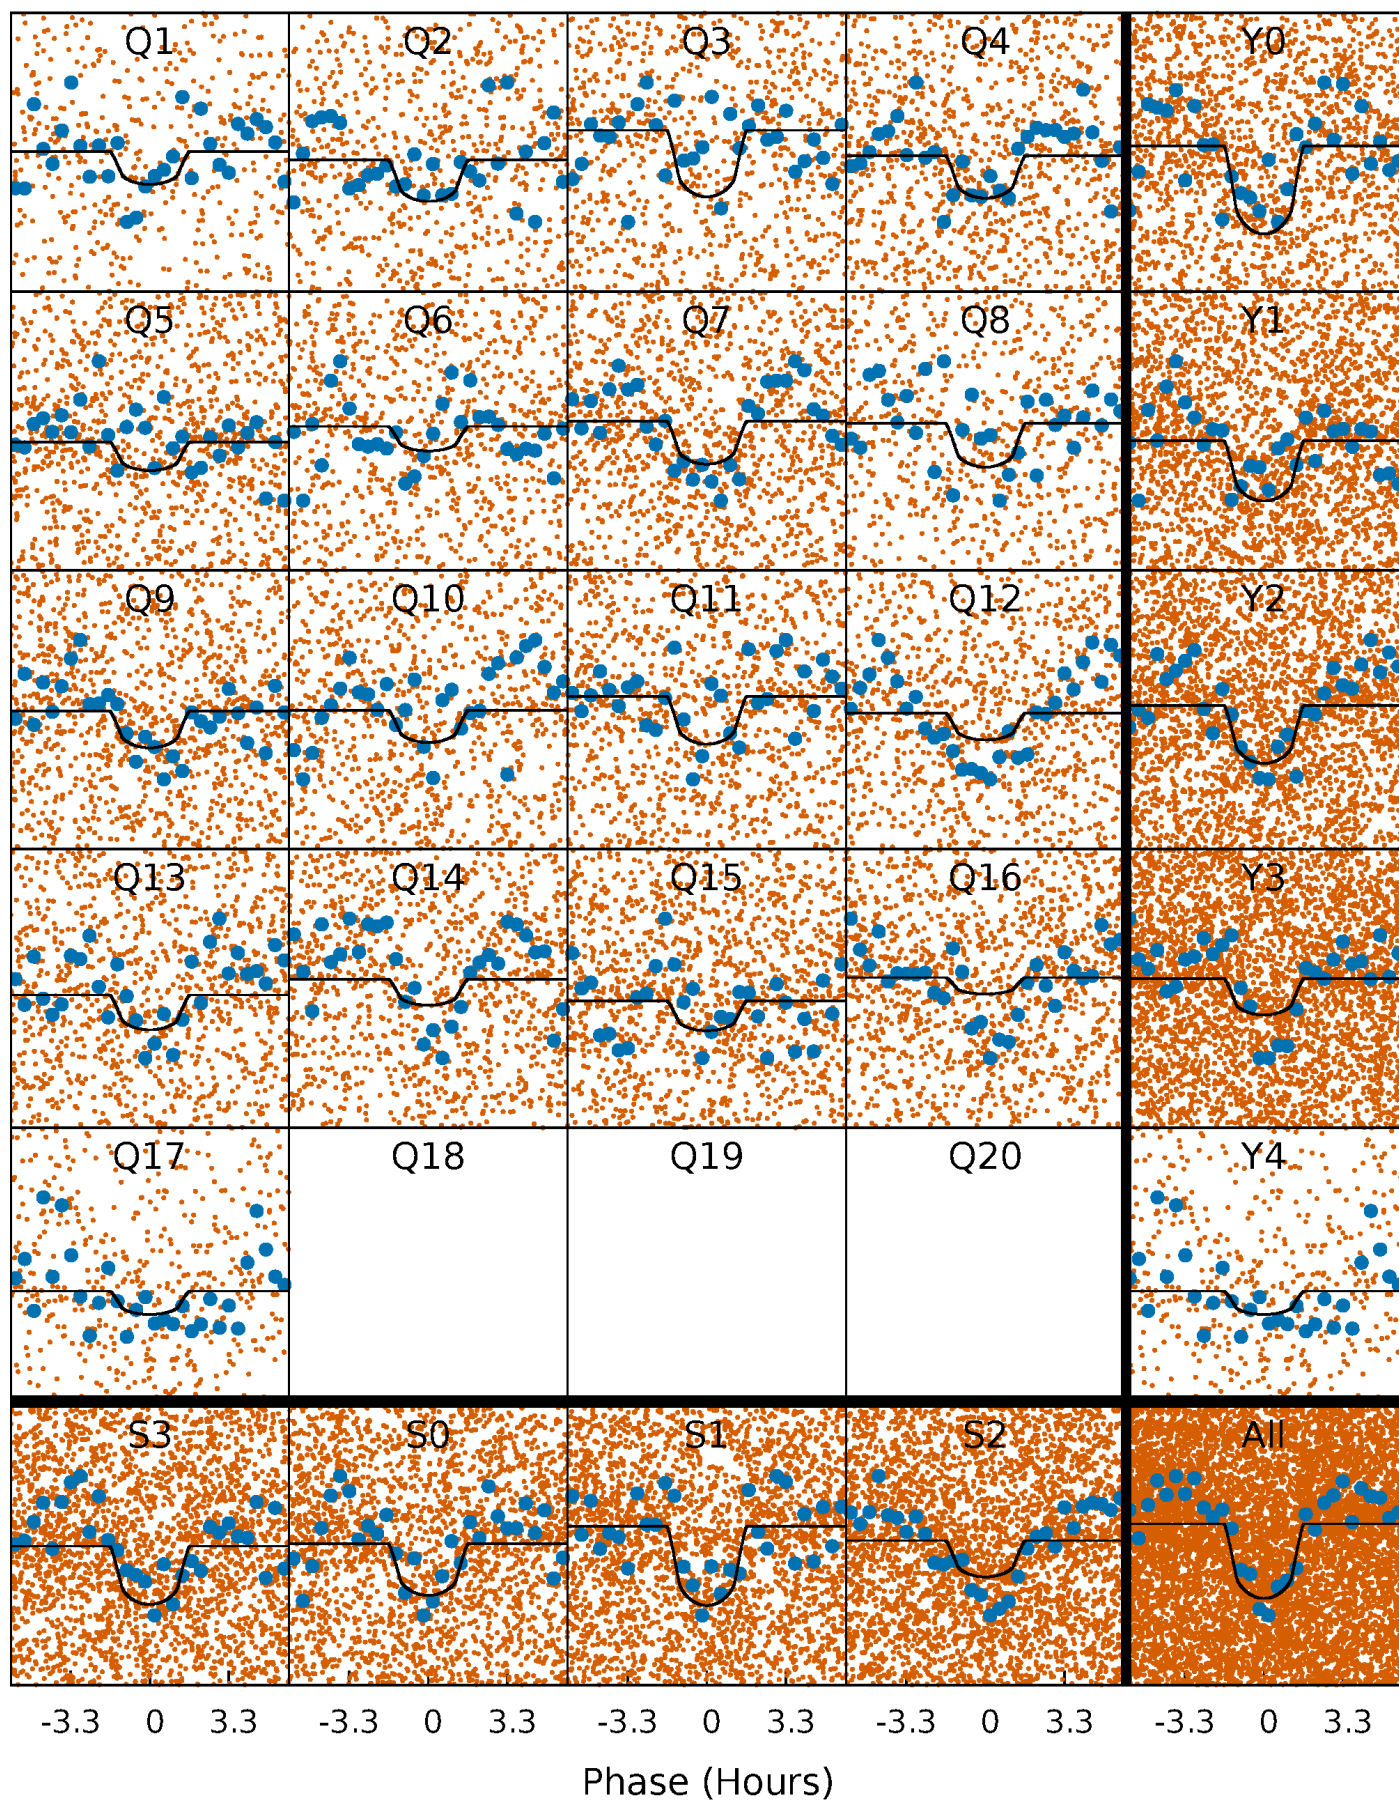 Q1 Q2 Q3 Q4 Y0
Q5 Q6 Q7 Q8 Y1
Q9 Q10 Q11 Q12 Y2
Q13 Q14 Q15 Q16 Y3
Q17 Q18 Q19 Q20 Y4
S3 S0 S1 S2 All
-3.3 0 3.3 -3.3 0 3.3 -3.3 0 3.3 -3.3 0 3.3 -3.3 0 3.3
Phase (Hours)